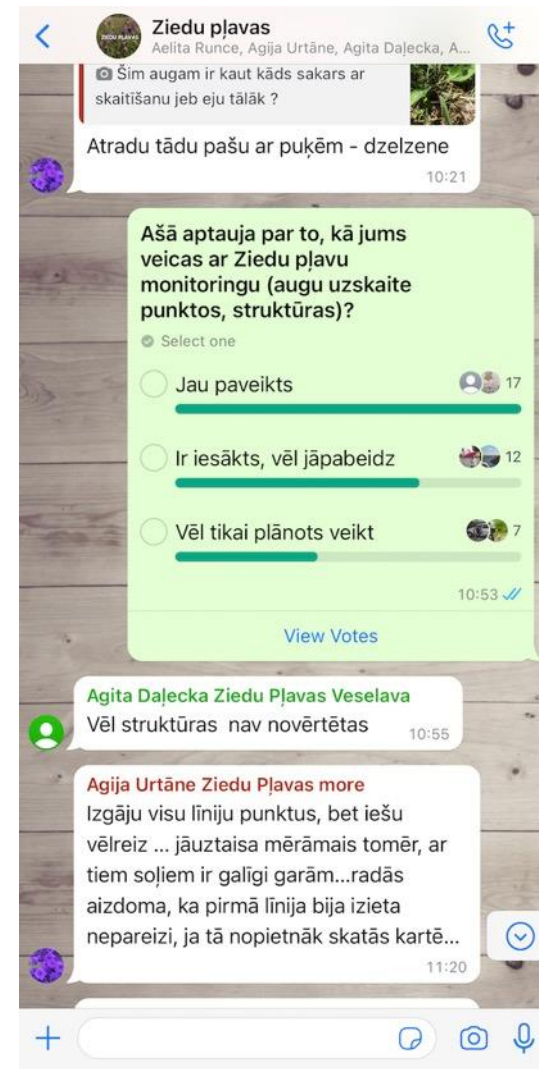 Ziedu pļavas
Aelita Runce, Agija Urtāne, Agita Daļecka, A...
Šim augam ir kaut kāds sakars ar
skaitīšanu jeb eju tālāk ?
Atradu tādu pašu ar puķēm - dzelzene
10:21
Ašā aptauja par to, kā jums
veicas ar Ziedu pļavu
monitoringu (augu uzskaite
punktos, struktūras)?
Select one
Jau paveikts 17
Ir iesākts, vēl jāpabeidz 12
Vēl tikai plānots veikt 7
10:53
View Votes
Agita Daļecka Ziedu Pļavas Veselava
Vēl struktūras nav novērtētas 10:55
Agija Urtāne Ziedu Pļavas more
Izgāju visu līniju punktus, bet iešu
vēlreiz ... jāuztaisa mērāmais tomēr, ar
tiem soļiem ir galīgi garām...radās
aizdoma, ka pirmā līnija bija izieta
nepareizi, ja tā nopietnāk skatās kartē...
11:20